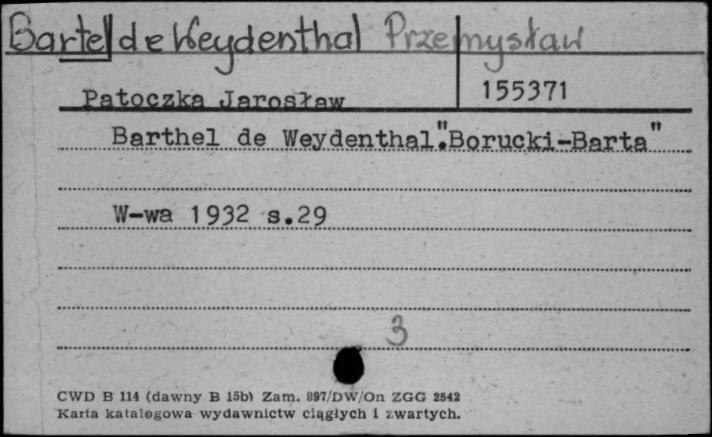 Bartel de Weydenthal Przemysław
Patoczka Jarosław
155371
Barthel de Weydenthal."Borucki-Barta"
W-wa 1932 s.29
3
CWD B 114 (dawny B 15b) Zam. 897/DW/On ZGG 2542
Karta katalogowa wydawnictw ciągłych i zwartych.